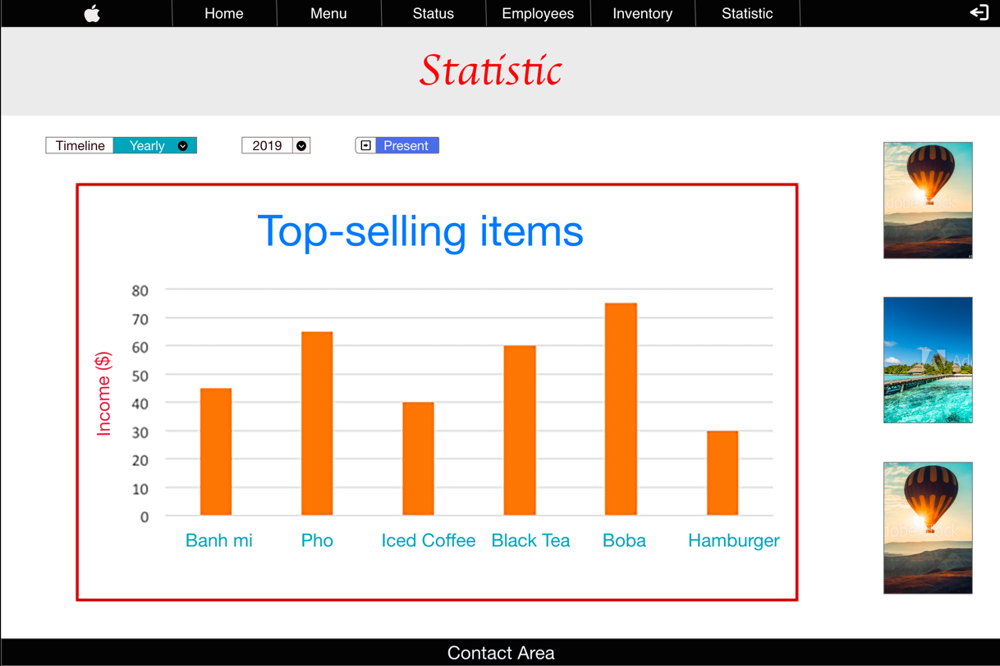 Home Menu Status Employees Inventory Statistic
Statistic
Timeline Yearly 2019 Present
Top-selling items
Income ($)
80
70
60
50
40
30
20
10
0
Banh mi Pho Iced Coffee Black Tea Boba Hamburger
Contact Area